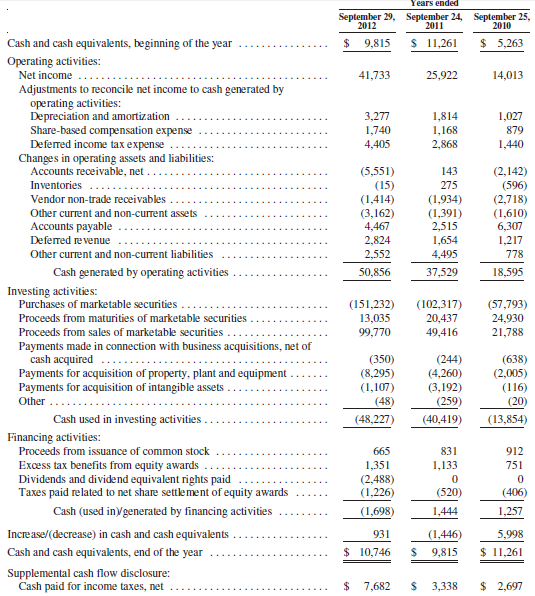 Years ended
September 29, 2012 September 24, 2011 September 25, 2010
Cash and cash equivalents, beginning of the year ................ $ 9,815 $ 11,261 $ 5,263
Operating activities:
Net income ................ 41,733 25,922 14,013
Adjustments to reconcile net income to cash generated by
operating activities:
Depreciation and amortization ................ 3,277 1,814 1,027
Share-based compensation expense ................ 1,740 1,168 879
Deferred income tax expense ................ 4,405 2,868 1,440
Changes in operating assets and liabilities:
Accounts receivable, net ................ (5,551) 143 (2,142)
Inventories ................ (15) 275 (596)
Vendor non-trade receivables ................ (1,414) (1,934) (2,718)
Other current and non-current assets ................ (3,162) (1,391) (1,610)
Accounts payable ................ 4,467 2,515 6,307
Deferred revenue ................ 2,824 1,654 1,217
Other current and non-current liabilities ................ 2,552 4,495 778
Cash generated by operating activities ................ 50,856 37,529 18,595
Investing activities:
Purchases of marketable securities ................ (151,232) (102,317) (57,793)
Proceeds from maturities of marketable securities ................ 13,035 20,437 24,930
Proceeds from sales of marketable securities ................ 99,770 49,416 21,788
Payments made in connection with business acquisitions, net of
cash acquired ................ (350) (244) (638)
Payments for acquisition of property, plant and equipment ....... (8,295) (4,260) (2,005)
Payments for acquisition of intangible assets ................ (1,107) (3,192) (116)
Other ................ (48) (259) (20)
Cash used in investing activities ................ (48,227) (40,419) (13,854)
Financing activities:
Proceeds from issuance of common stock ................ 665 831 912
Excess tax benefits from equity awards ................ 1,351 1,133 751
Dividends and dividend equivalent rights paid ................ (2,488) 0 0
Taxes paid related to net share settlement of equity awards ...... (1,226) (520) (406)
Cash (used in)/generated by financing activities ......... (1,698) 1,444 1,257
Increase/(decrease) in cash and cash equivalents ................ 931 (1,446) 5,998
Cash and cash equivalents, end of the year ................ $ 10,746 $ 9,815 $ 11,261
Supplemental cash flow disclosure:
Cash paid for income taxes, net ................ $ 7,682 $ 3,338 $ 2,697